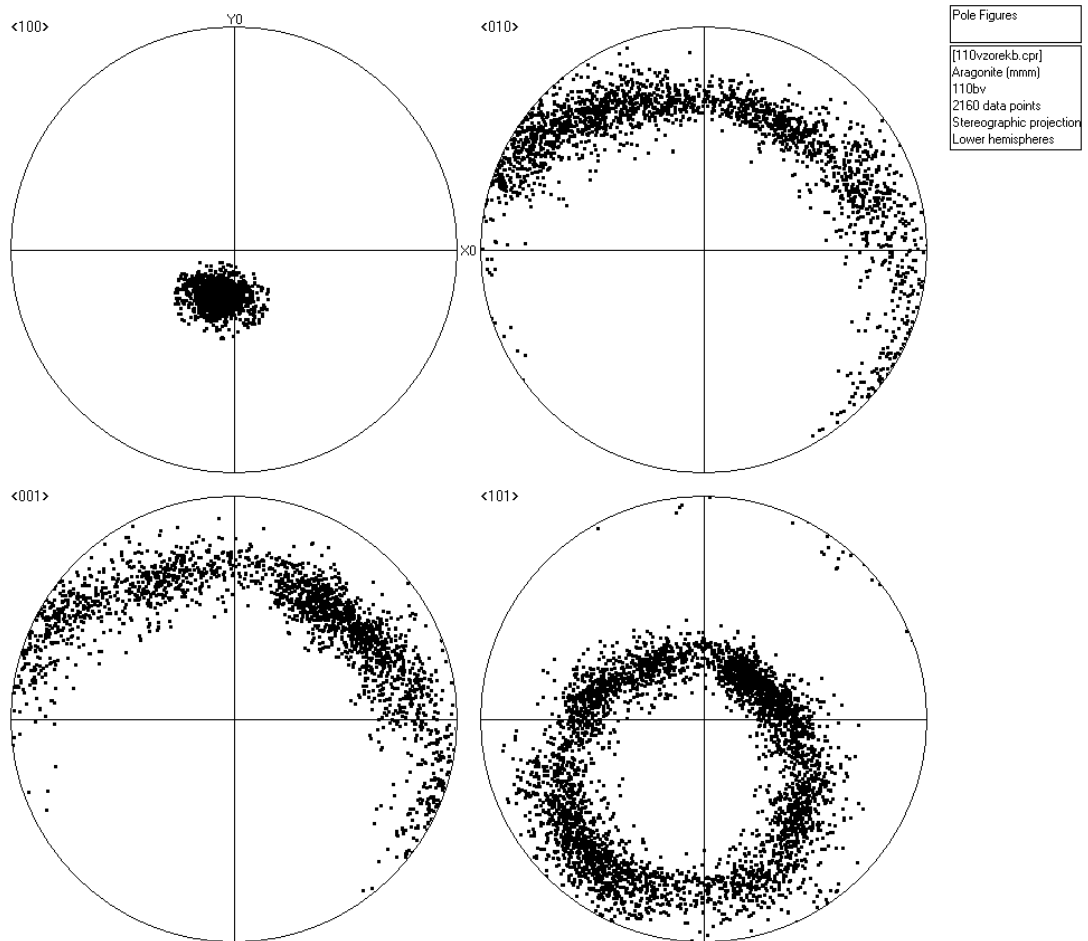 <100>
Y0
<010>
Pole Figures
[110vzorekb.cpr]
Aragonite (mmm)
110bv
2160 data points
Stereographic projection
Lower hemispheres
X0
<001>
<101>